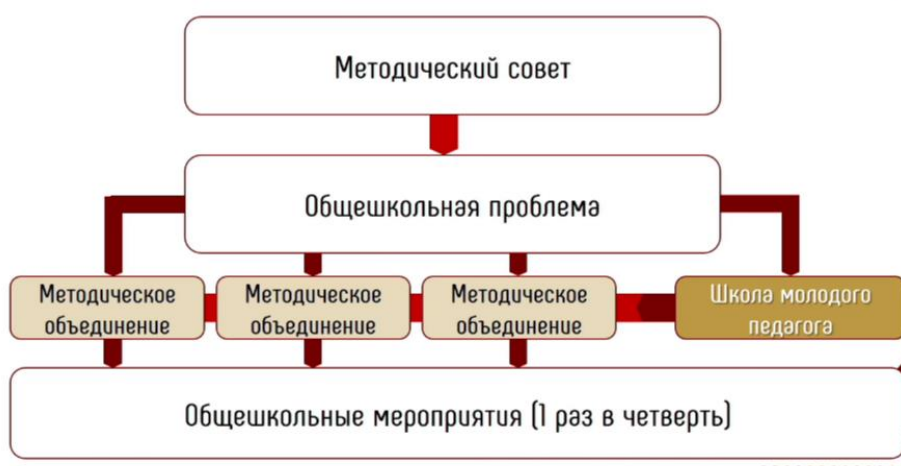 Методический совет
Общешкольная проблема
Методическое
объединение
Методическое
объединение
Методическое
объединение
Школа молодого
педагога
Общешкольные мероприятия (1 раз в четверть)